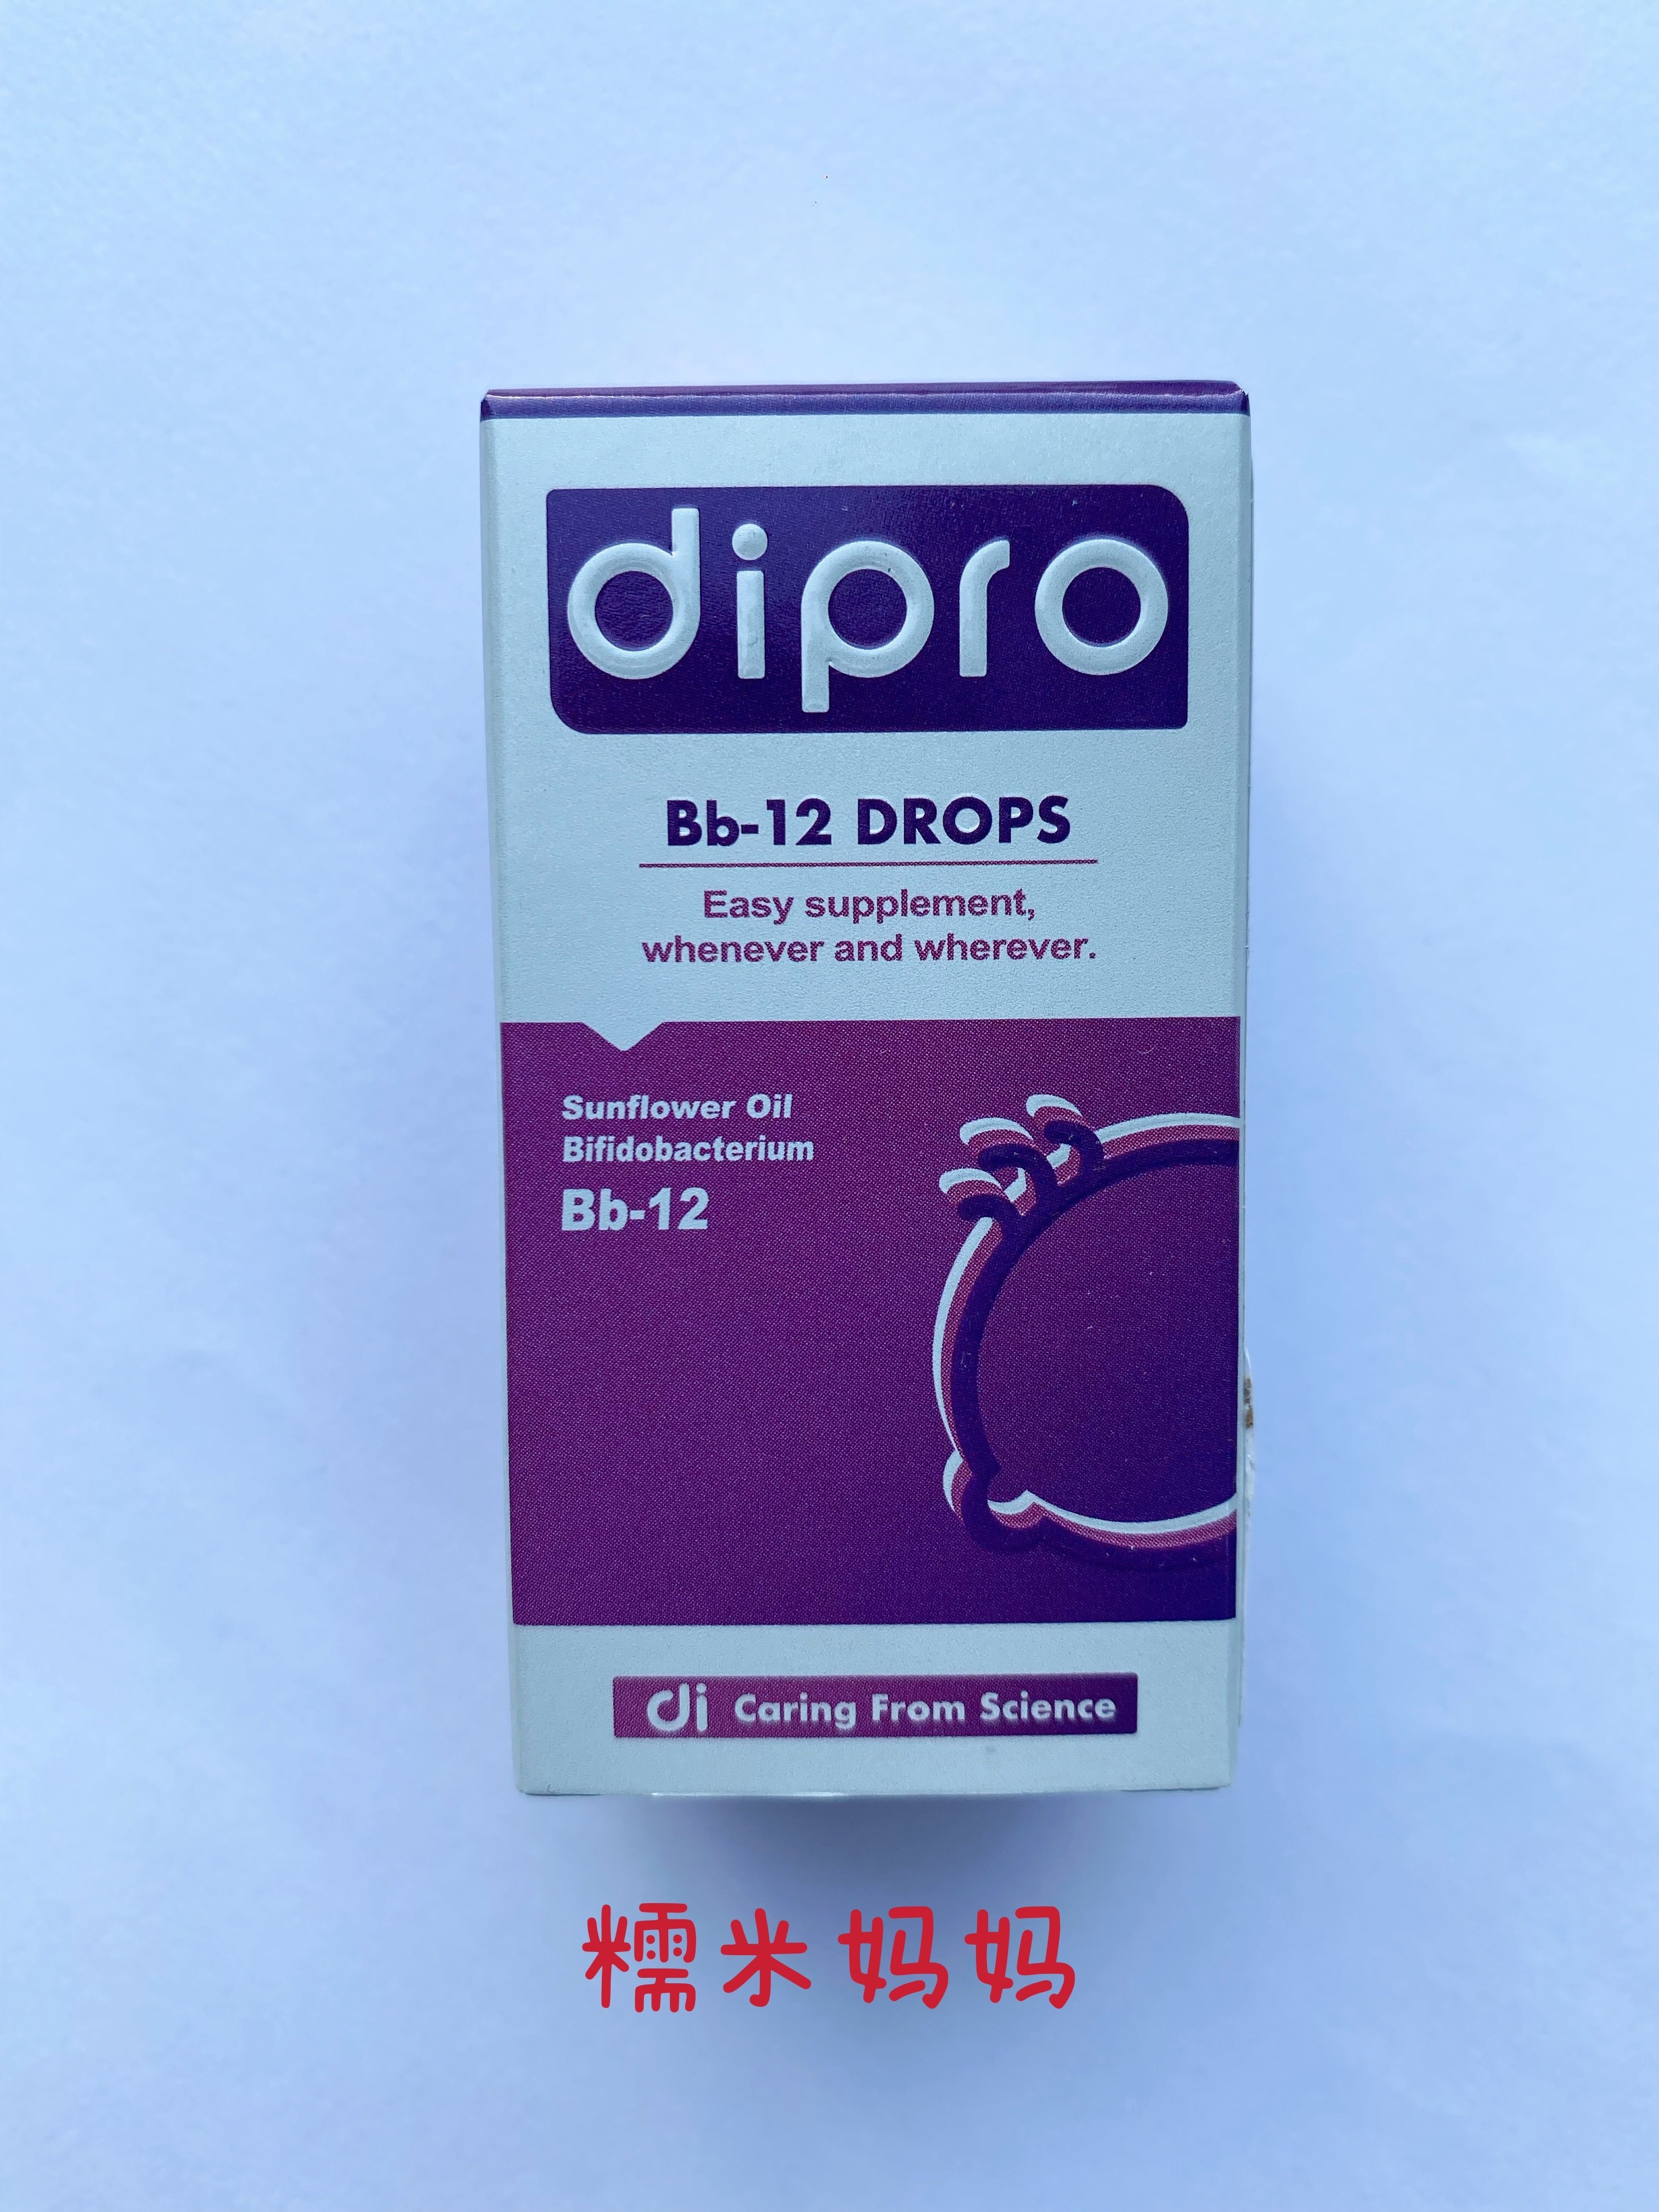 dipro
Bb-12 DROPS
Easy supplement,
whenever and wherever.
Sunflower Oil
Bifidobacterium
Bb-12
di Caring From Science
糯米妈妈